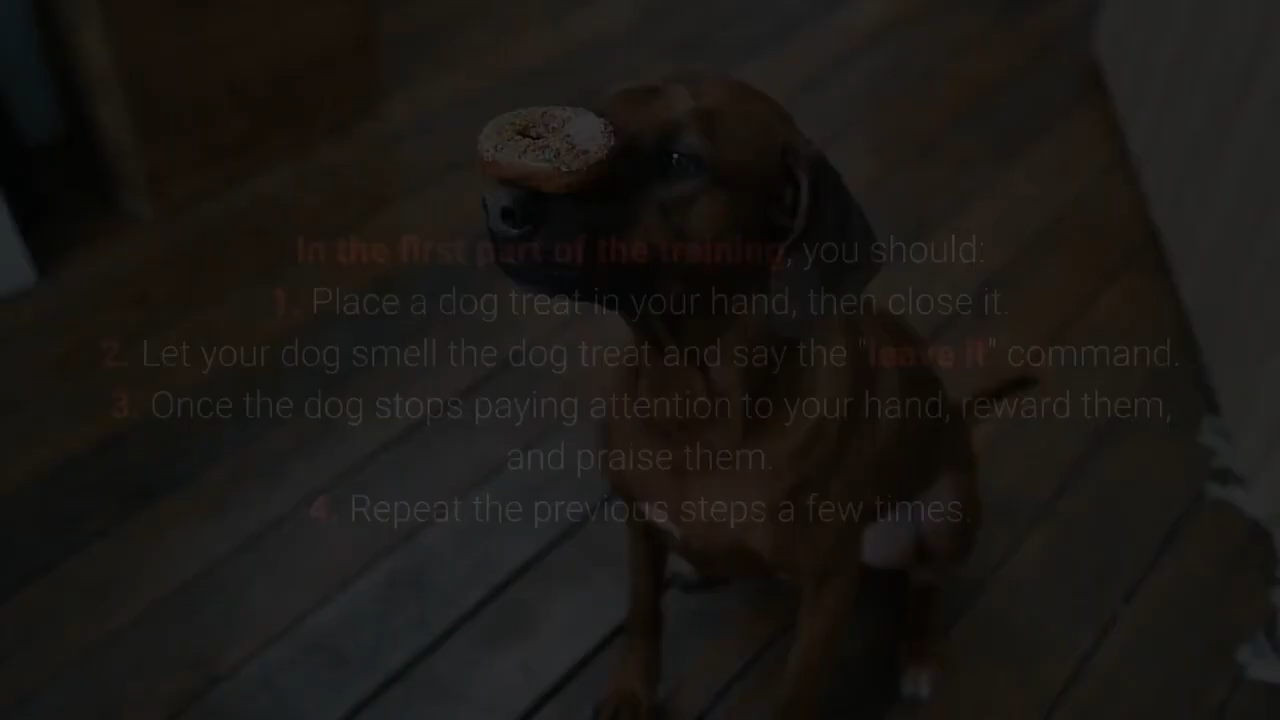 In the first part of the training, you should:
1. Place a dog treat in your hand, then close it.
2. Let your dog smell the dog treat and say the "leave it" command.
3. Once the dog stops paying attention to your hand, reward them,
and praise them.
4. Repeat the previous steps a few times.